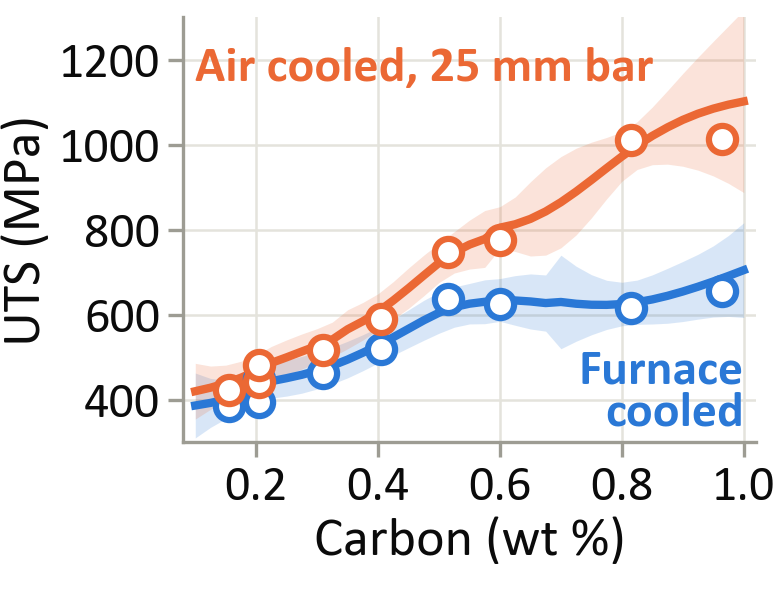 1200
1000
800
600
400
UTS (MPa)
Air cooled, 25 mm bar
Furnace
cooled
0.2 0.4 0.6 0.8 1.0
Carbon (wt %)